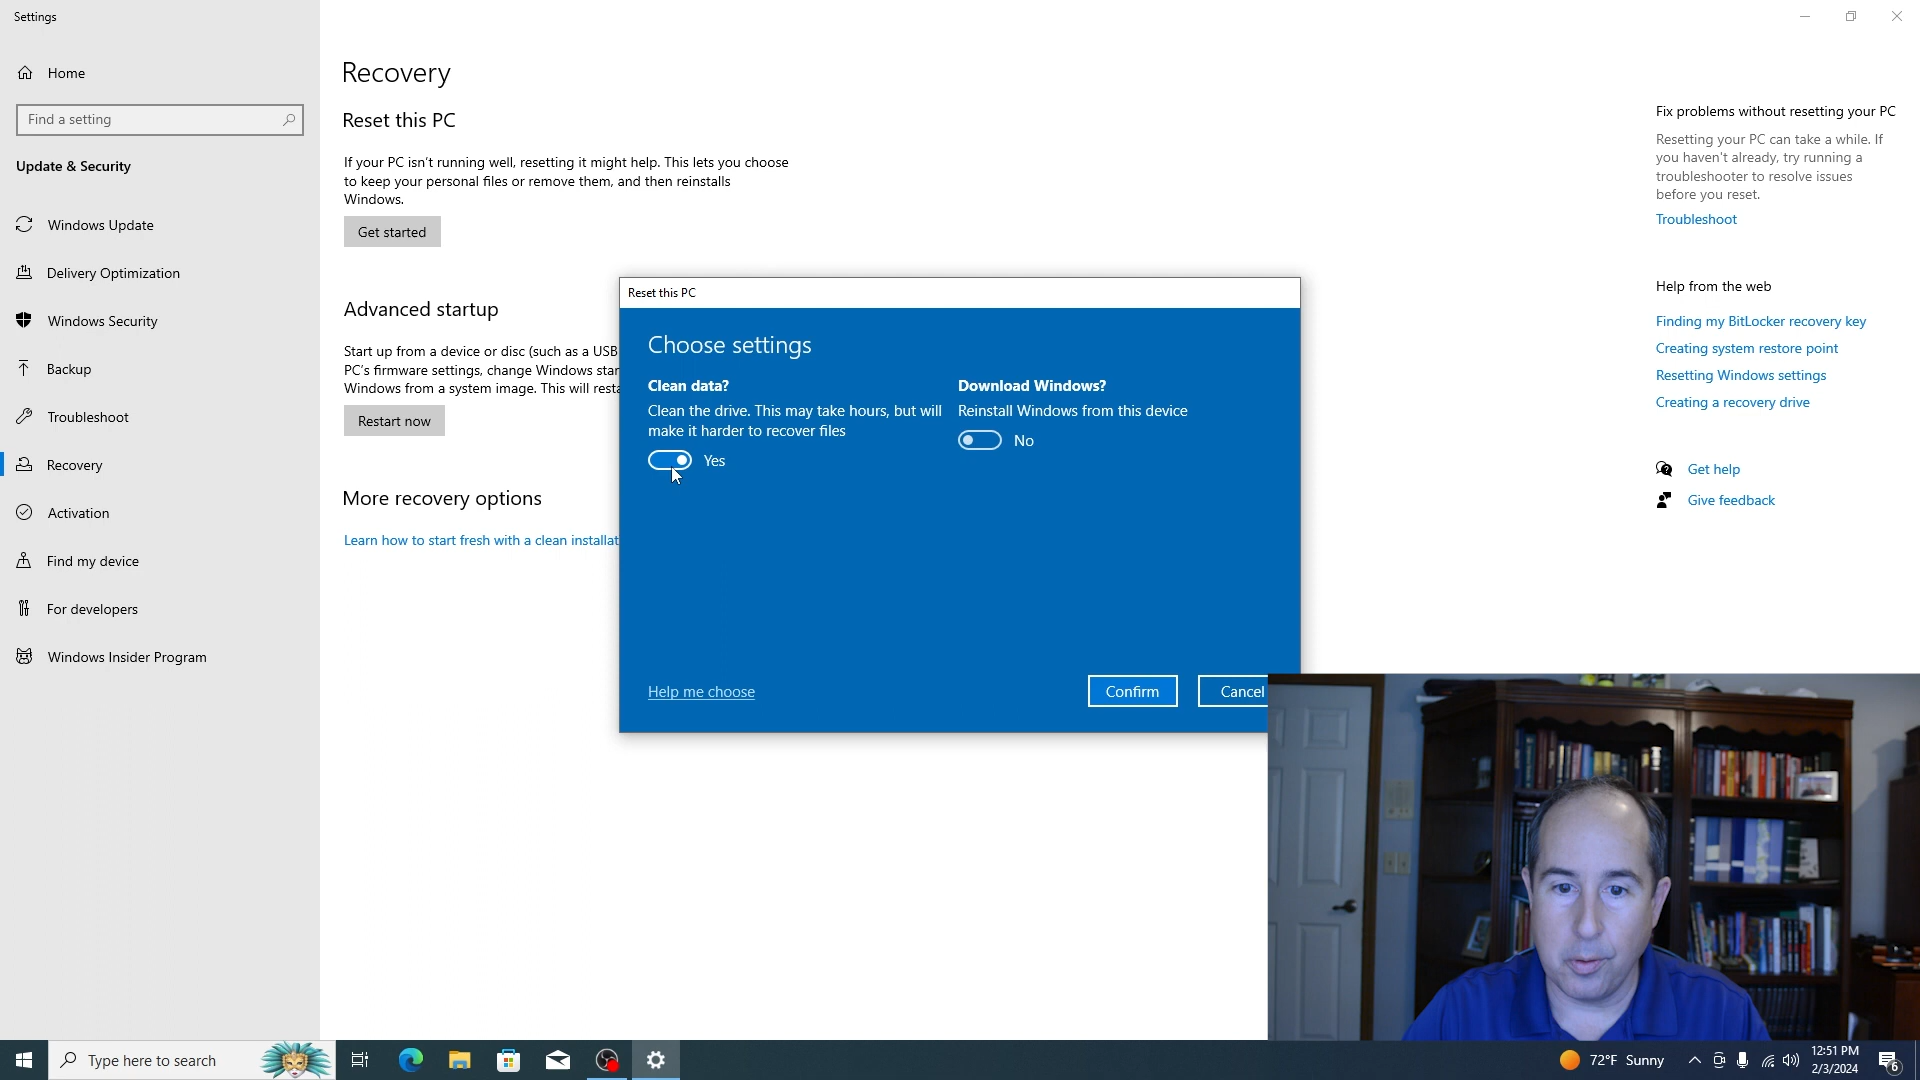 Settings
Home
Find a setting
Update & Security
Windows Update
Delivery Optimization
Windows Security
Backup
Troubleshoot
Recovery
Activation
Find my device
For developers
Windows Insider Program
Recovery
Reset this PC
If your PC isn't running well, resetting it might help. This lets you choose
to keep your personal files or remove them, and then reinstalls
Windows.
Get started
Advanced startup
Start up from a device or disc (such as a USB
PC's firmware settings, change Windows star
Windows from a system image. This will resta
Restart now
More recovery options
Learn how to start fresh with a clean installat
Reset this PC
Choose settings
Clean data?
Clean the drive. This may take hours, but will
make it harder to recover files
Yes
Download Windows?
Reinstall Windows from this device
No
Help me choose
Confirm
Cancel
Fix problems without resetting your PC
Resetting your PC can take a while. If
you haven't already, try running a
troubleshooter to resolve issues
before you reset.
Troubleshoot
Help from the web
Finding my BitLocker recovery key
Creating system restore point
Resetting Windows settings
Creating a recovery drive
Get help
Give feedback
Type here to search
72°F Sunny
12:51 PM
2/3/2024
6